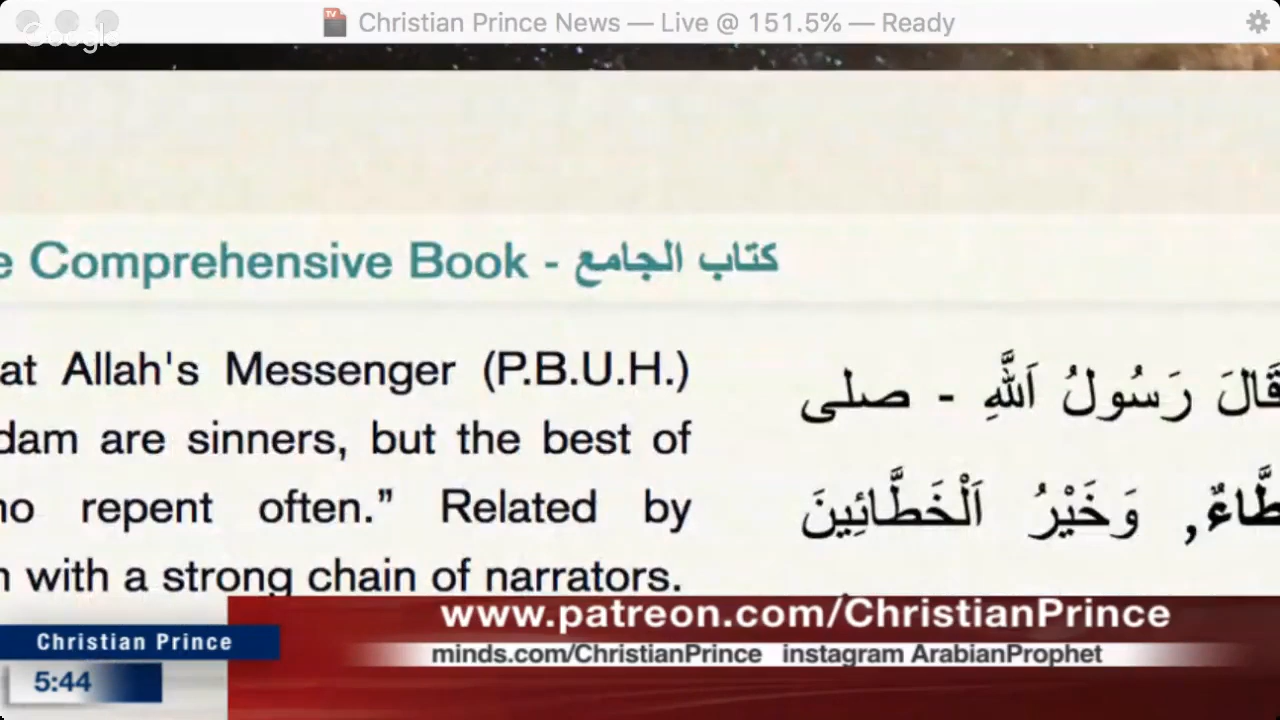 Christian Prince News — Live @ 151.5% — Ready
Google
e Comprehensive Book - كتاب الجامع
at Allah's Messenger (P.B.U.H.)
dam are sinners, but the best of
no repent often.” Related by
n with a strong chain of narrators.
قَالَ رَسُولُ اَللَّهِ - صلى
طَّاءٌ, وَخَيْرُ اَلْخَطَّائِينَ
www.patreon.com/ChristianPrince
minds.com/ChristianPrince instagram ArabianProphet
Christian Prince
5:44